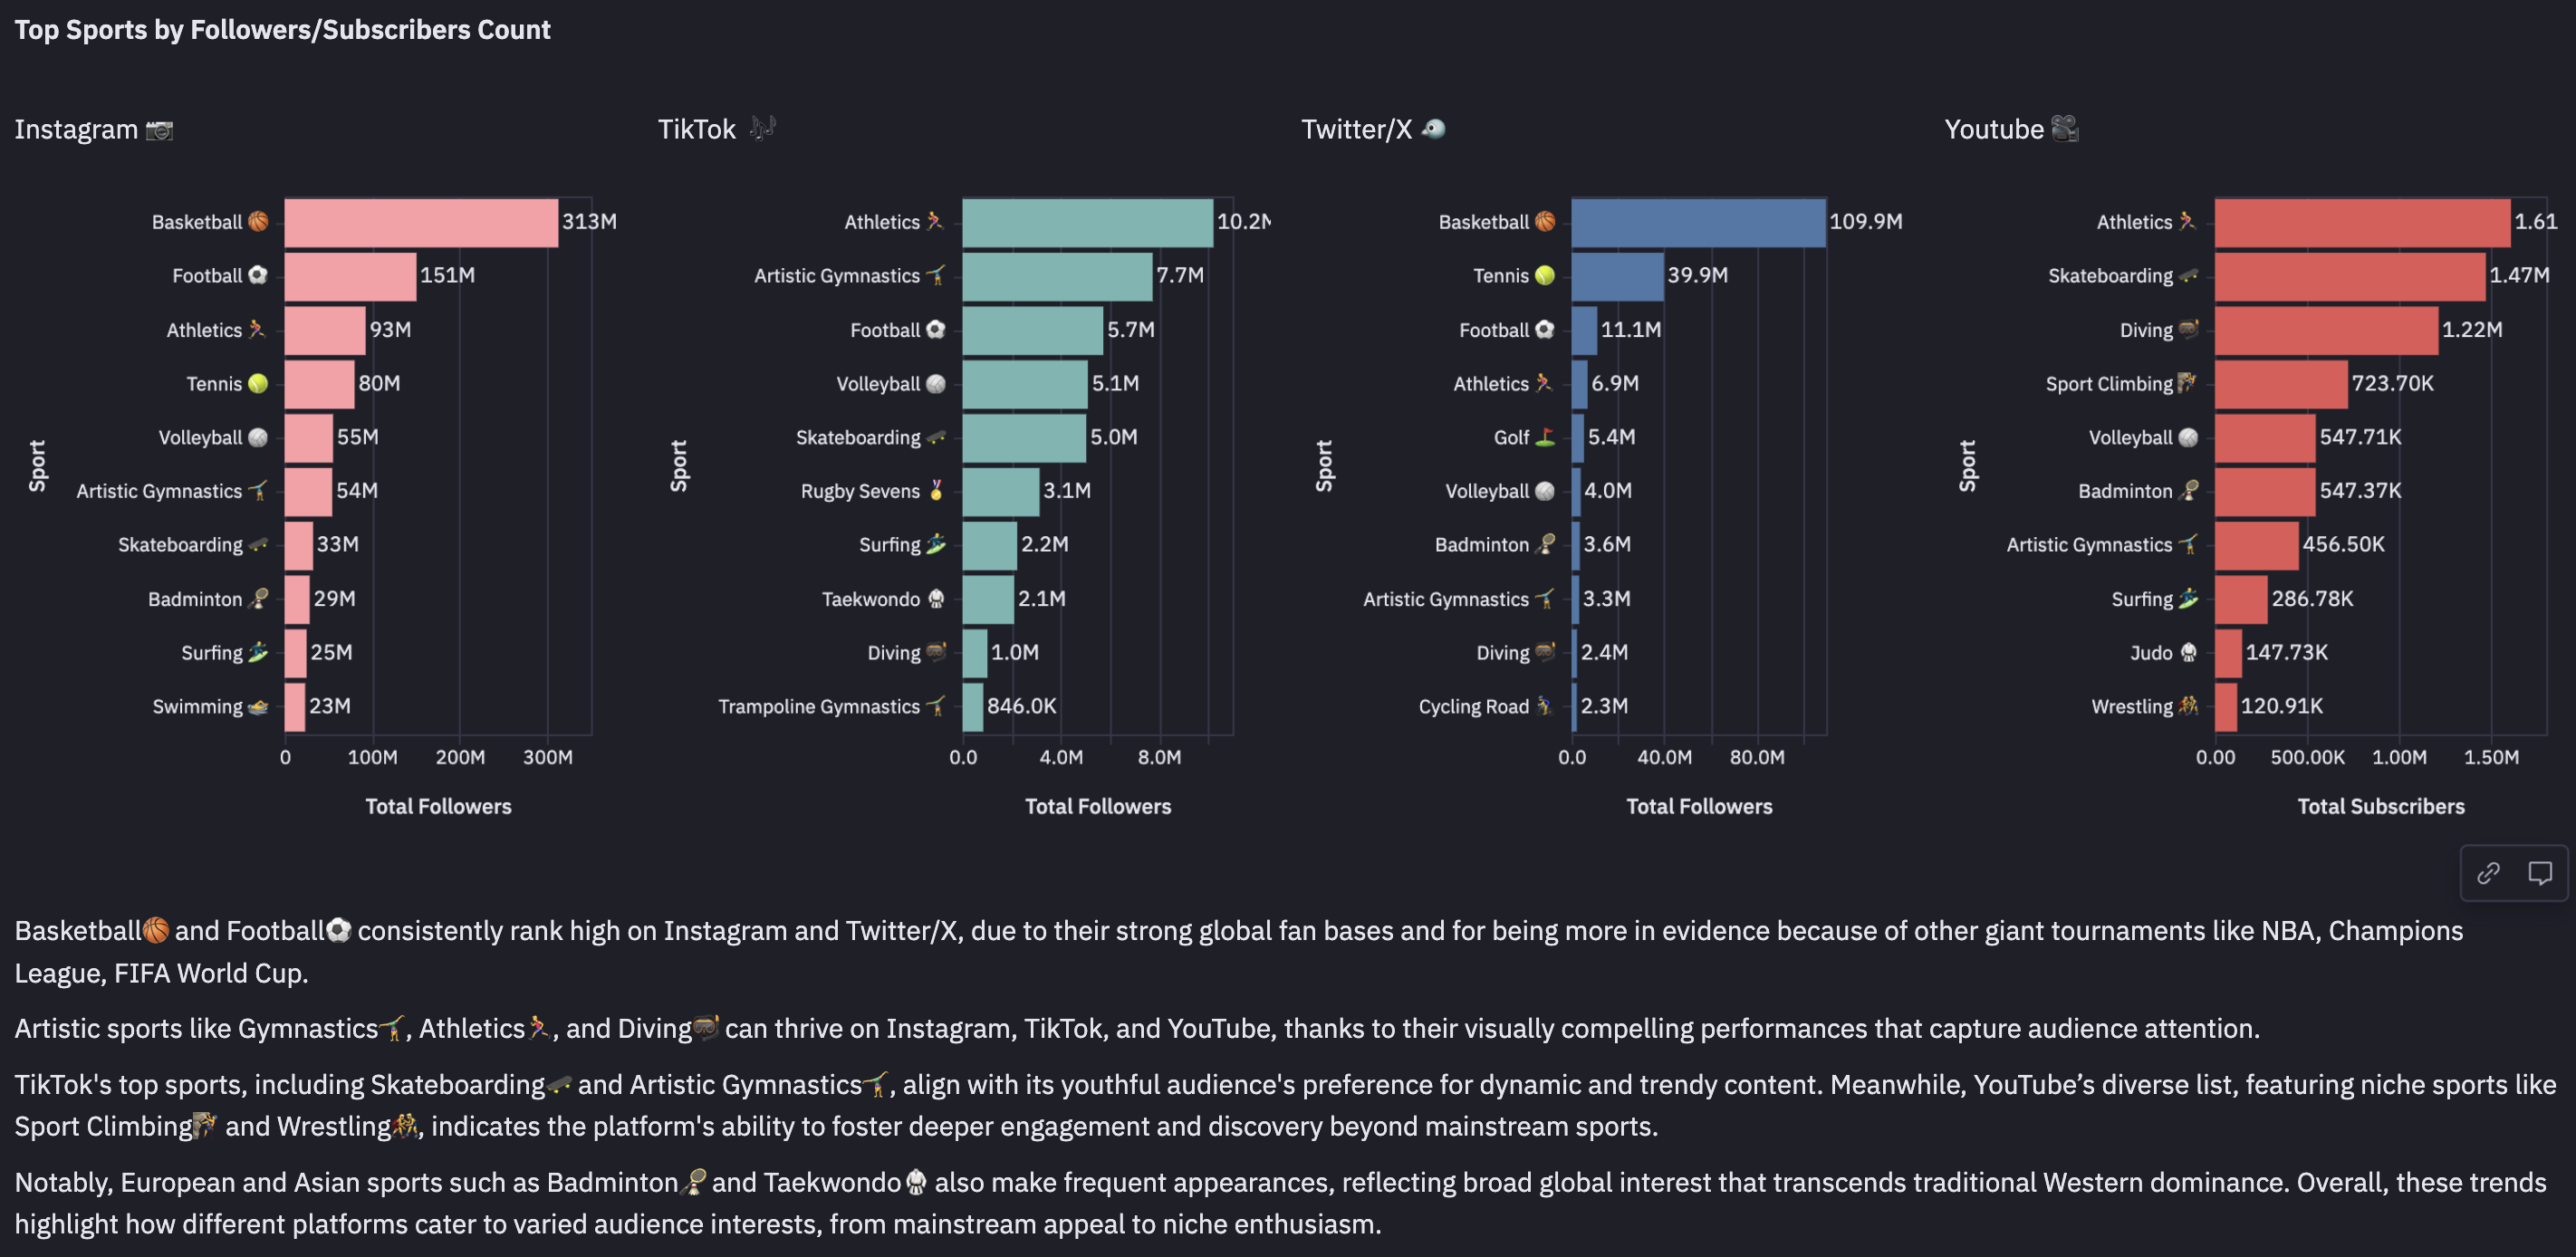 Top Sports by Followers/Subscribers Count
Instagram 📷
Sport
Basketball 🏀 313M
Football ⚽ 151M
Athletics 🏃 93M
Tennis 🎾 80M
Volleyball 🏐 55M
Artistic Gymnastics 🤸 54M
Skateboarding 🛹 33M
Badminton 🏸 29M
Surfing 🏄 25M
Swimming 🏊 23M
0 100M 200M 300M
Total Followers
TikTok 🎶
Sport
Athletics 🏃 10.2M
Artistic Gymnastics 🤸 7.7M
Football ⚽ 5.7M
Volleyball 🏐 5.1M
Skateboarding 🛹 5.0M
Rugby Sevens 🏅 3.1M
Surfing 🏄 2.2M
Taekwondo 🥋 2.1M
Diving 🤿 1.0M
Trampoline Gymnastics 🤸 846.0K
0.0 4.0M 8.0M
Total Followers
Twitter/X 🐦
Sport
Basketball 🏀 109.9M
Tennis 🎾 39.9M
Football ⚽ 11.1M
Athletics 🏃 6.9M
Golf ⛳ 5.4M
Volleyball 🏐 4.0M
Badminton 🏸 3.6M
Artistic Gymnastics 🤸 3.3M
Diving 🤿 2.4M
Cycling Road 🚴 2.3M
0.0 40.0M 80.0M
Total Followers
Youtube 🎥
Sport
Athletics 🏃 1.61
Skateboarding 🛹 1.47M
Diving 🤿 1.22M
Sport Climbing 🧗 723.70K
Volleyball 🏐 547.71K
Badminton 🏸 547.37K
Artistic Gymnastics 🤸 456.50K
Surfing 🏄 286.78K
Judo 🥋 147.73K
Wrestling 🤼 120.91K
0.00 500.00K 1.00M 1.50M
Total Subscribers
Basketball🏀 and Football⚽ consistently rank high on Instagram and Twitter/X, due to their strong global fan bases and for being more in evidence because of other giant tournaments like NBA, Champions
League, FIFA World Cup.
Artistic sports like Gymnastics🤸, Athletics🏃, and Diving🤿 can thrive on Instagram, TikTok, and YouTube, thanks to their visually compelling performances that capture audience attention.
TikTok's top sports, including Skateboarding🛹 and Artistic Gymnastics🤸, align with its youthful audience's preference for dynamic and trendy content. Meanwhile, YouTube’s diverse list, featuring niche sports like
Sport Climbing🧗 and Wrestling🤼, indicates the platform's ability to foster deeper engagement and discovery beyond mainstream sports.
Notably, European and Asian sports such as Badminton🏸 and Taekwondo🥋 also make frequent appearances, reflecting broad global interest that transcends traditional Western dominance. Overall, these trends
highlight how different platforms cater to varied audience interests, from mainstream appeal to niche enthusiasm.